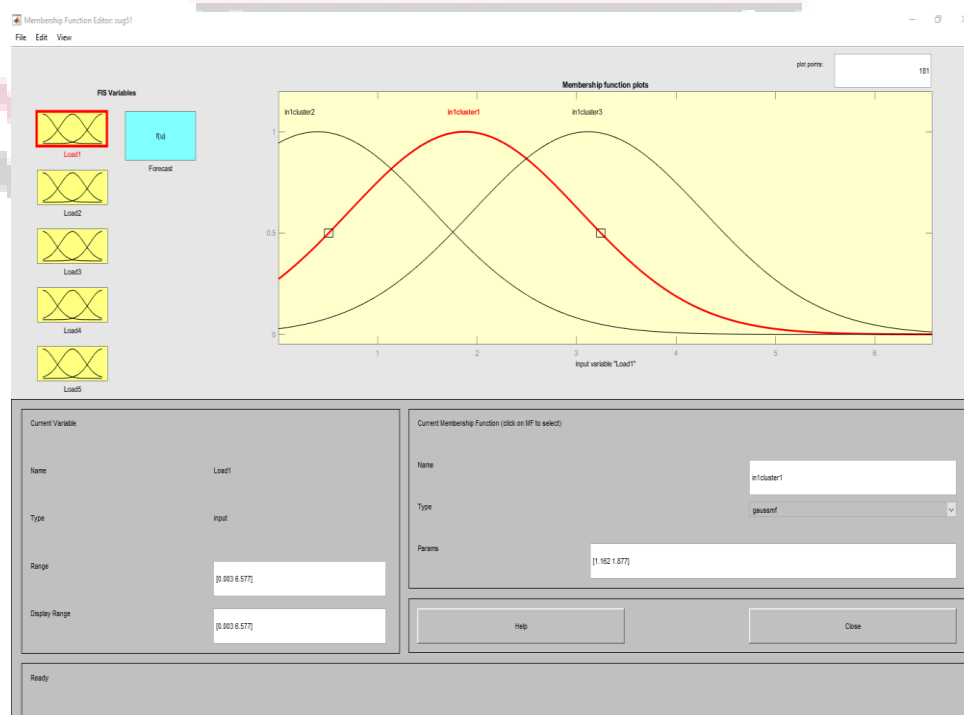 Membership Function Editor: sug51
File Edit View
plot points: 181
FIS Variables
Membership function plots
Load1
f(u)
Forecast
Load2
Load3
Load4
Load5
in1cluster2 in1cluster1 in1cluster3
1
0.5
0
1 2 3 4 5 6
input variable "Load1"
Current Variable
Name Load1
Type input
Range [0.003 6.577]
Display Range [0.003 6.577]
Current Membership Function (click on MF to select)
Name in1cluster1
Type gaussmf
Params [1.162 1.877]
Help Close
Ready